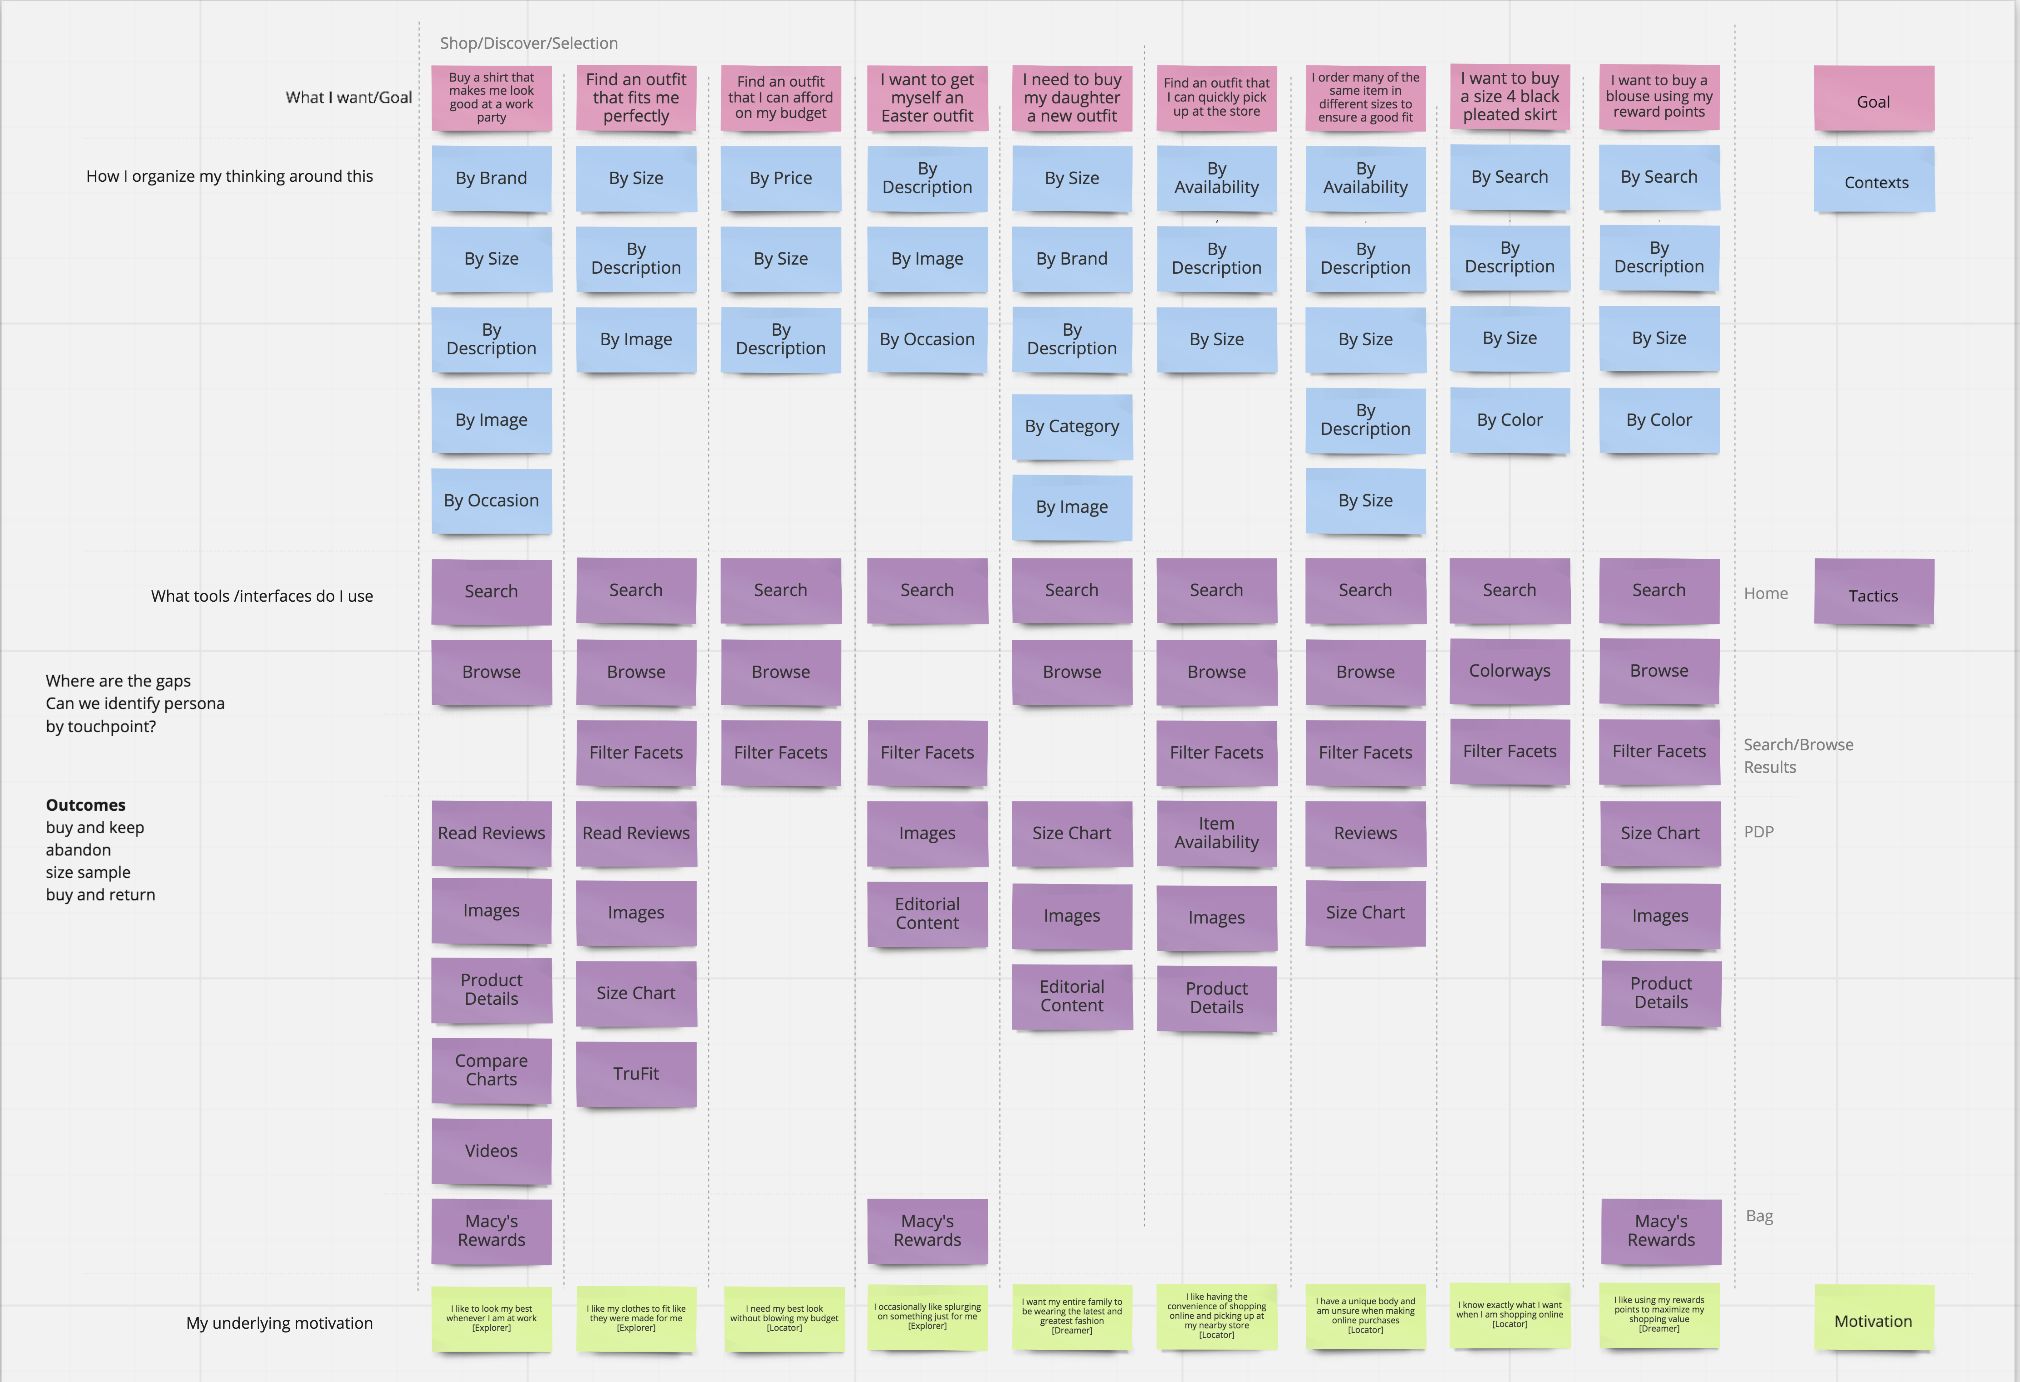 Shop/Discover/Selection
What I want/Goal
Buy a shirt that
makes me look
good at a work
party
Find an outfit
that fits me
perfectly
Find an outfit
that I can afford
on my budget
I want to get
myself an
Easter outfit
I need to buy
my daughter
a new outfit
Find an outfit that
I can quickly pick
up at the store
I order many of the
same item in
different sizes to
ensure a good fit
I want to buy
a size 4 black
pleated skirt
I want to buy a
blouse using my
reward points
Goal
How I organize my thinking around this
By Brand
By Size
By Price
By
Description
By Size
By
Availability
By
Availability
By Search
By Search
Contexts
By Size
By
Description
By Size
By Image
By Brand
By
Description
By
Description
By
Description
By
Description
By
Description
By Image
By
Description
By Occasion
By
Description
By Size
By Size
By Size
By Size
By Image
By Category
By
Description
By Color
By Color
By Occasion
By Image
By Size
What tools /interfaces do I use
Search
Search
Search
Search
Search
Search
Search
Search
Search
Home
Tactics
Browse
Browse
Browse
Browse
Browse
Browse
Colorways
Browse
Where are the gaps
Can we identify persona
by touchpoint?
Filter Facets
Filter Facets
Filter Facets
Filter Facets
Filter Facets
Filter Facets
Filter Facets
Search/Browse
Results
Outcomes
buy and keep
abandon
size sample
buy and return
Read Reviews
Read Reviews
Images
Size Chart
Item
Availability
Reviews
Size Chart
PDP
Images
Images
Editorial
Content
Images
Images
Size Chart
Images
Product
Details
Size Chart
Editorial
Content
Product
Details
Product
Details
Compare
Charts
TruFit
Videos
Macy's
Rewards
Macy's
Rewards
Macy's
Rewards
Bag
My underlying motivation
I like to look my best
whenever I am at work
[Explorer]
I like my clothes to fit like
they were made for me
[Explorer]
I need my best look
without blowing my budget
[Locator]
I occasionally like splurging
on something just for me
[Explorer]
I want my entire family to
be wearing the latest and
greatest fashion
[Dreamer]
I like having the
convenience of shopping
online and picking up at
my nearby store
[Locator]
I have a unique body and
am unsure when making
online purchases
[Locator]
I know exactly what I want
when I am shopping online
[Locator]
I like using my rewards
points to maximize my
shopping value
[Dreamer]
Motivation